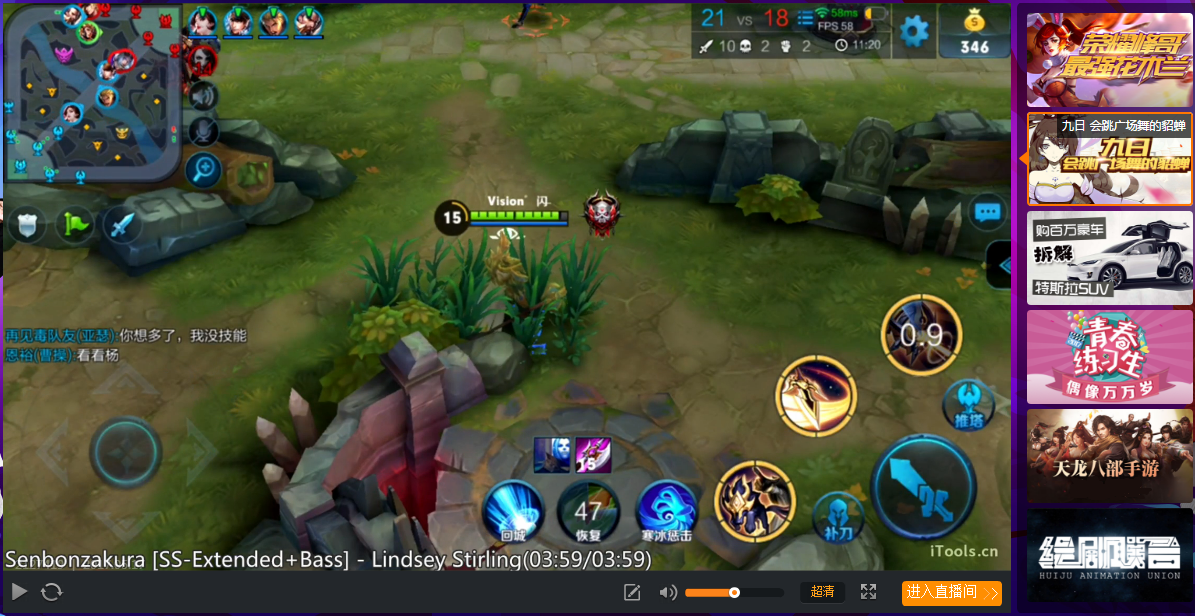 21 vs 18
58ms
FPS 58
10 2 2 11:20
346
15 Vision' 闪
再见毒队友(亚瑟):你想多了，我没技能
恩裕(曹操):看看杨
0.9
推塔
5
回城
47
恢复
寒冰惩击
补刀
iTools.cn
Senbonzakura [SS-Extended+Bass] - Lindsey Stirling(03:59/03:59)
超清
进入直播间
荣耀峰哥
最强花木兰
九日 会跳广场舞的貂蝉
九日
会跳广场舞的貂蝉
购百万豪车
拆解
特斯拉SUV
青春
练习生
偶像万万岁
天龙八部手游
绘剧联合
HUIJU ANIMATION UNION